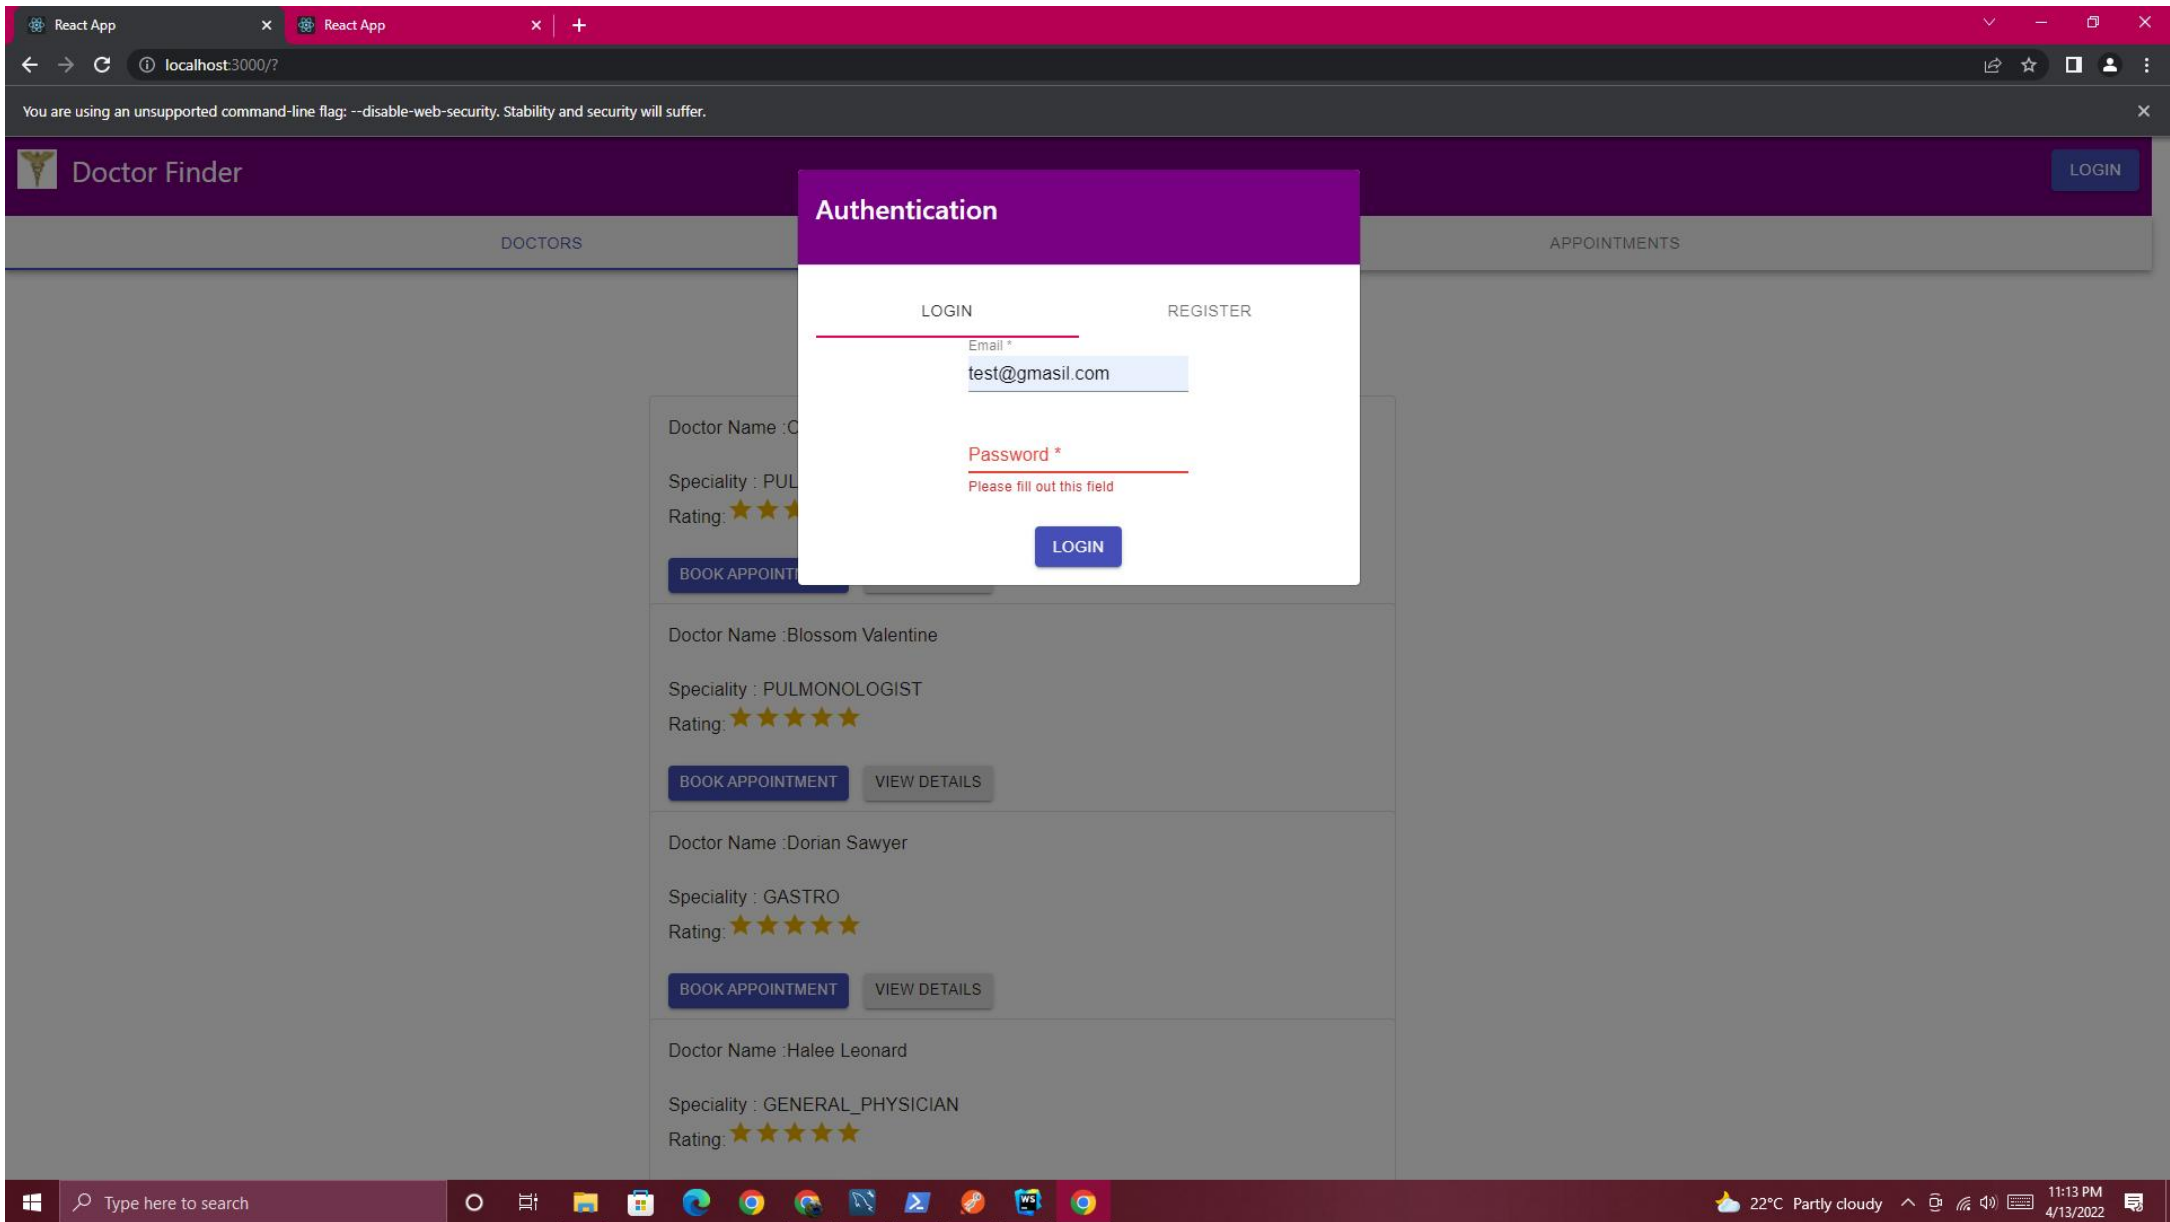 React App
React App
localhost:3000/?
You are using an unsupported command-line flag: --disable-web-security. Stability and security will suffer.
Doctor Finder
LOGIN
DOCTORS
APPOINTMENTS
Authentication
LOGIN
REGISTER
Email *
test@gmasil.com
Password *
Please fill out this field
LOGIN
Doctor Name :
Speciality : PUL
Rating:
BOOK APPOINT
Doctor Name :Blossom Valentine
Speciality : PULMONOLOGIST
Rating:
BOOK APPOINTMENT VIEW DETAILS
Doctor Name :Dorian Sawyer
Speciality : GASTRO
Rating:
BOOK APPOINTMENT VIEW DETAILS
Doctor Name :Halee Leonard
Speciality : GENERAL_PHYSICIAN
Rating:
Type here to search
WS
22°C Partly cloudy
11:13 PM
4/13/2022